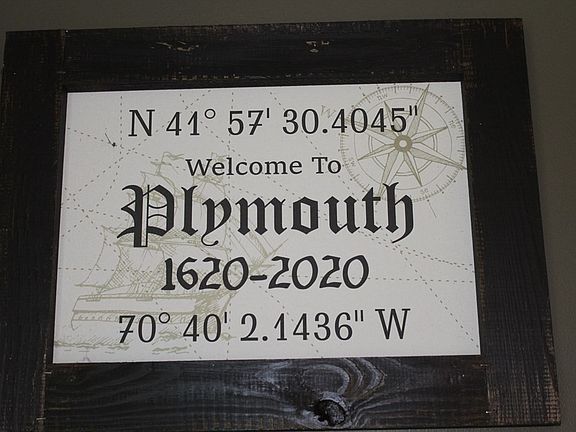 N 41° 57' 30.4045"
Welcome To
Plymouth
1620-2020
70° 40' 2.1436" W